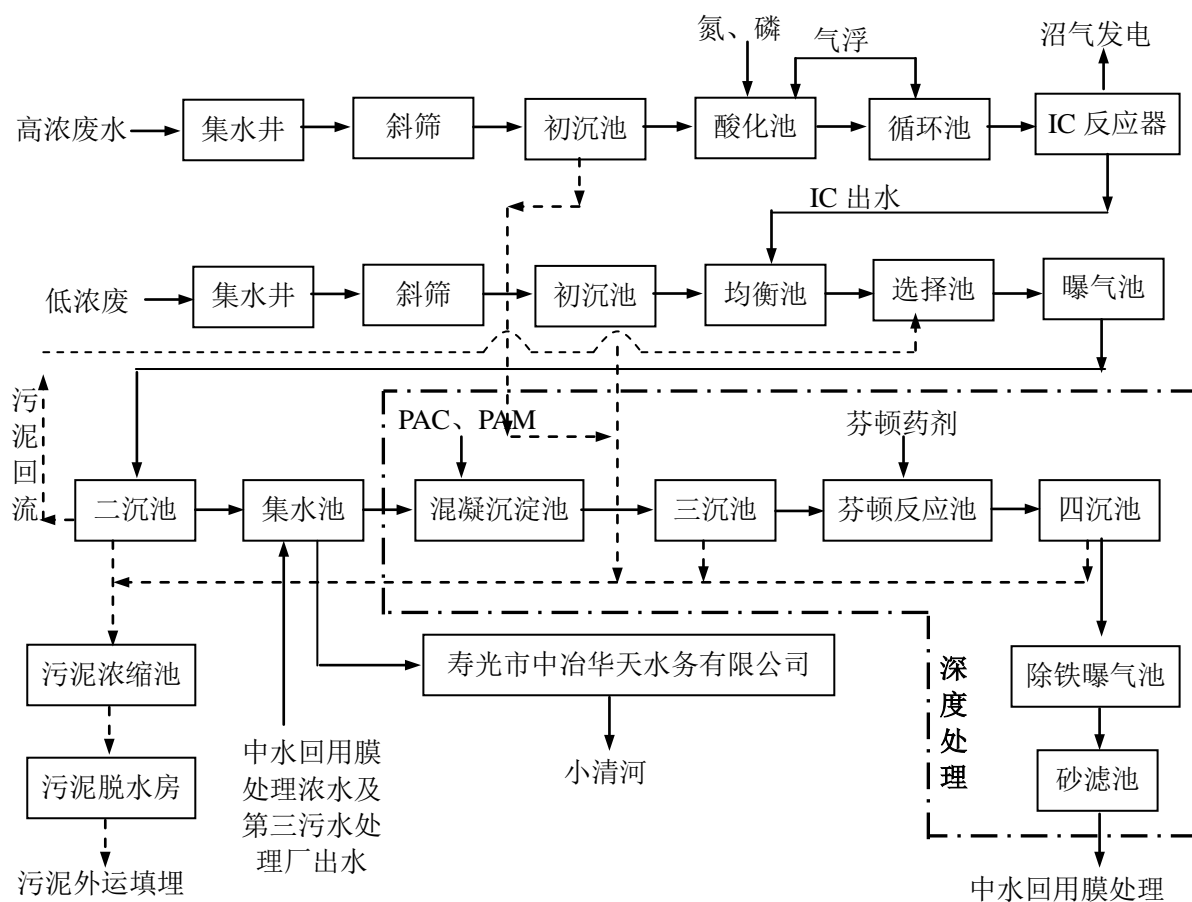 氮、磷
气浮
沼气发电
高浓废水
集水井
斜筛
初沉池
酸化池
循环池
IC 反应器
IC 出水
低浓废
集水井
斜筛
初沉池
均衡池
选择池
曝气池
污泥回流
PAC、PAM
芬顿药剂
二沉池
集水池
混凝沉淀池
三沉池
芬顿反应池
四沉池
污泥浓缩池
寿光市中冶华天水务有限公司
深度处理
除铁曝气池
污泥脱水房
中水回用膜
处理浓水及
第三污水处
理厂出水
小清河
砂滤池
污泥外运填埋
中水回用膜处理